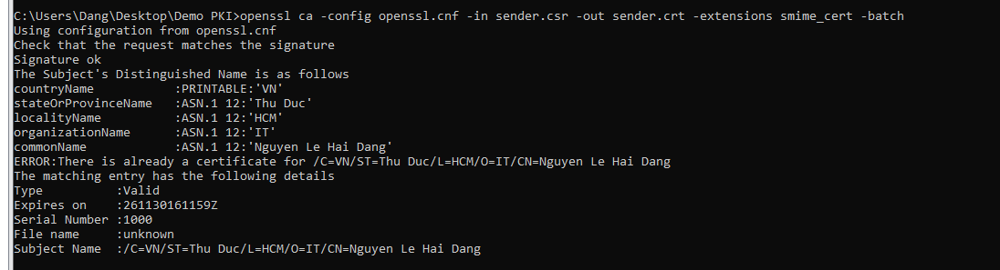 C:\Users\Dang\Desktop\Demo PKI>openssl ca -config openssl.cnf -in sender.csr -out sender.crt -extensions smime_cert -batch
Using configuration from openssl.cnf
Check that the request matches the signature
Signature ok
The Subject's Distinguished Name is as follows
countryName           :PRINTABLE:'VN'
stateOrProvinceName   :ASN.1 12:'Thu Duc'
localityName          :ASN.1 12:'HCM'
organizationName      :ASN.1 12:'IT'
commonName            :ASN.1 12:'Nguyen Le Hai Dang'
ERROR:There is already a certificate for /C=VN/ST=Thu Duc/L=HCM/O=IT/CN=Nguyen Le Hai Dang
The matching entry has the following details
Type          :Valid
Expires on    :261130161159Z
Serial Number :1000
File name     :unknown
Subject Name  :/C=VN/ST=Thu Duc/L=HCM/O=IT/CN=Nguyen Le Hai Dang